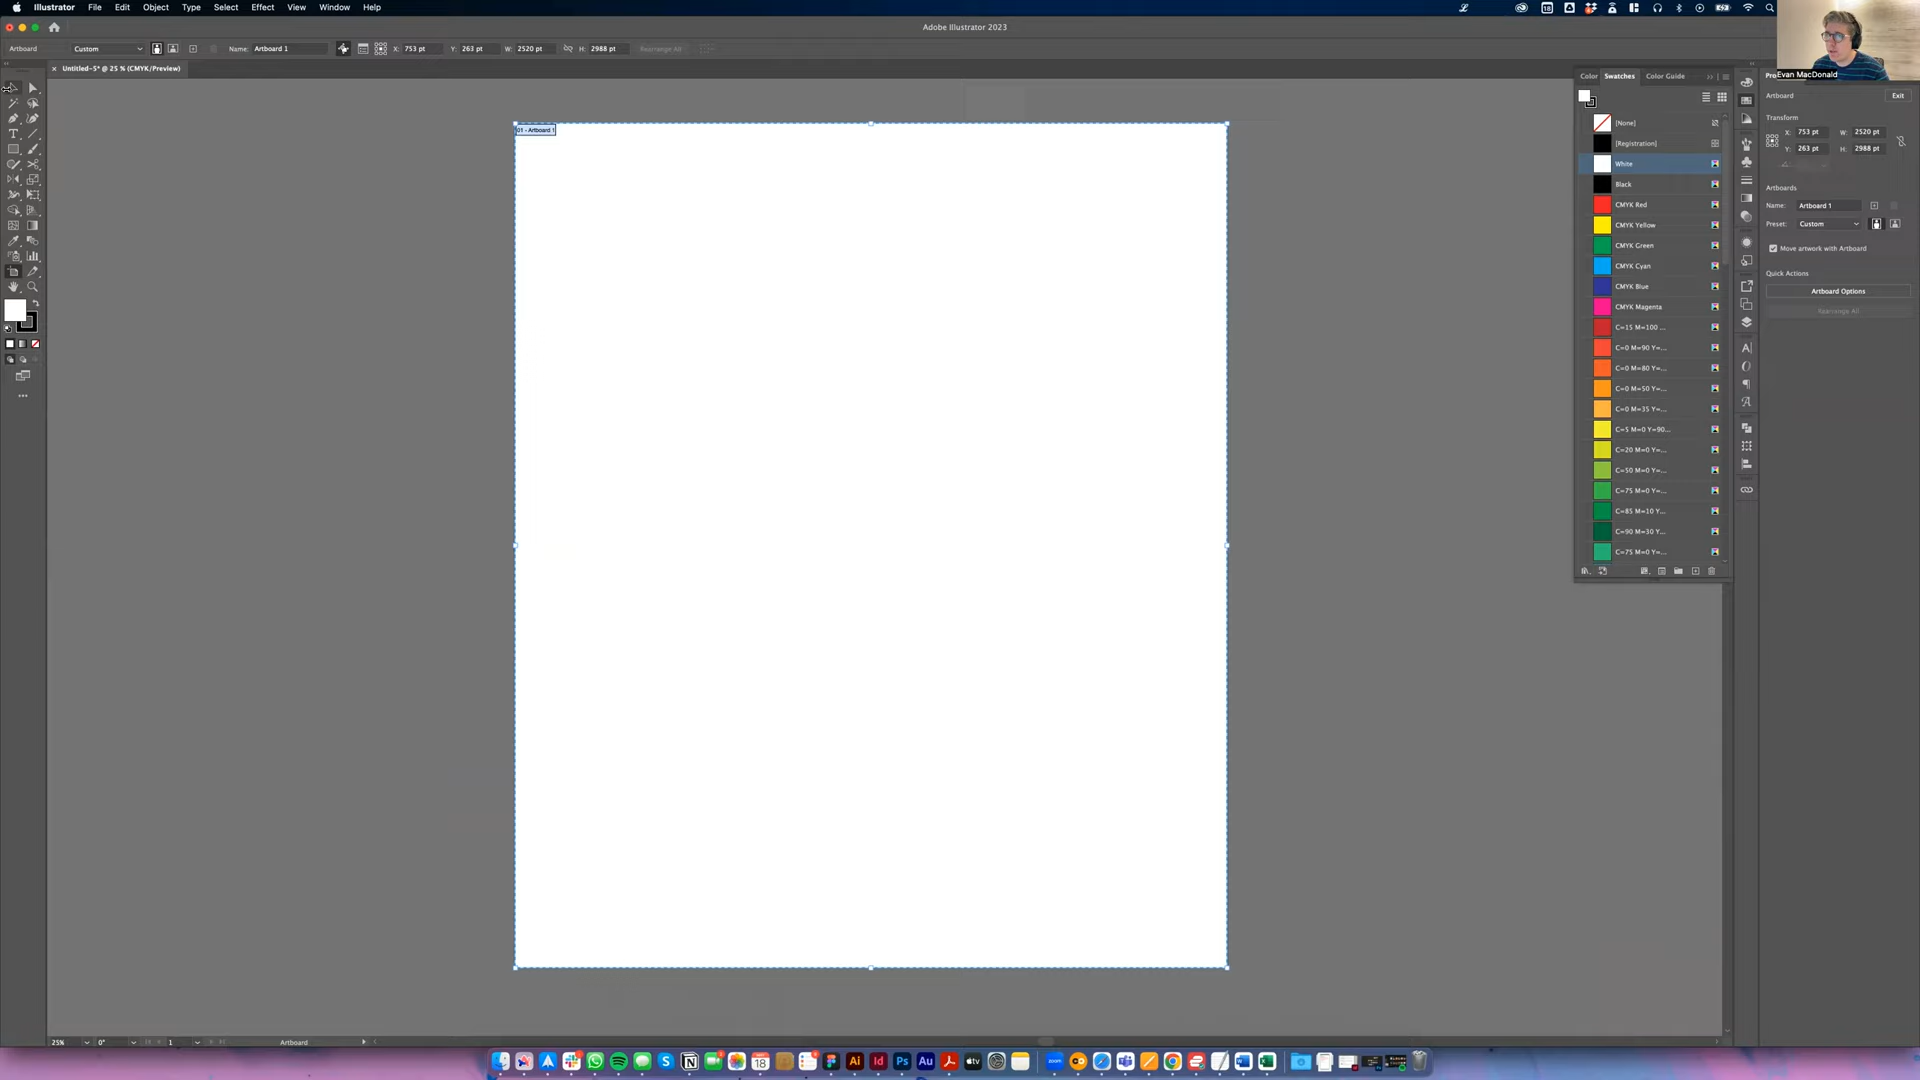 Illustrator File Edit Object Type Select Effect View Window Help
Adobe Illustrator 2023
Artboard Custom Name: Artboard 1 X: 753 pt Y: 263 pt W: 2520 pt H: 2988 pt Rearrange All
Untitled-5* @ 25 % (CMYK/Preview)
Evan MacDonald
Color Swatches Color Guide
Artboard Exit
Transform
X: 753 pt W: 2520 pt
Y: 263 pt H: 2988 pt
Artboards
Name: Artboard 1
Preset: Custom
Move artwork with Artboard
Quick Actions
Artboard Options
Rearrange All
01 - Artboard 1
[None]
[Registration]
White
Black
CMYK Red
CMYK Yellow
CMYK Green
CMYK Cyan
CMYK Blue
CMYK Magenta
C=15 M=100 ...
C=0 M=90 Y=...
C=0 M=80 Y=...
C=0 M=50 Y=...
C=0 M=35 Y=...
C=5 M=0 Y=90...
C=20 M=0 Y=...
C=50 M=0 Y=...
C=75 M=0 Y=...
C=85 M=10 Y...
C=90 M=30 Y...
C=75 M=0 Y=...
25% 0° 1 Artboard
18 Ai Id Ps Au tv